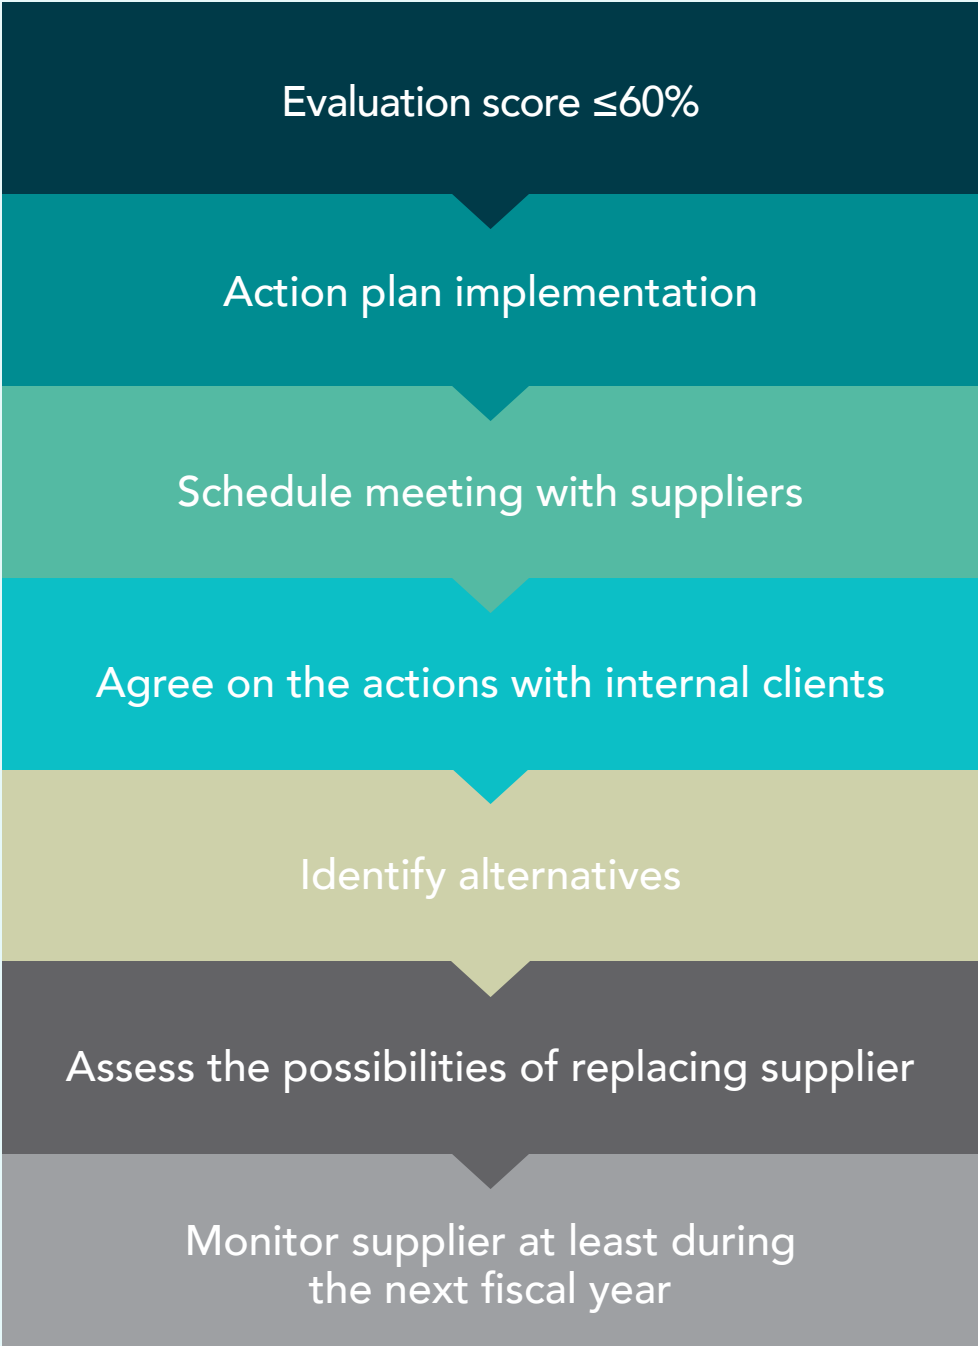 Evaluation score ≤60%
Action plan implementation
Schedule meeting with suppliers
Agree on the actions with internal clients
Identify alternatives
Assess the possibilities of replacing supplier
Monitor supplier at least during
the next fiscal year